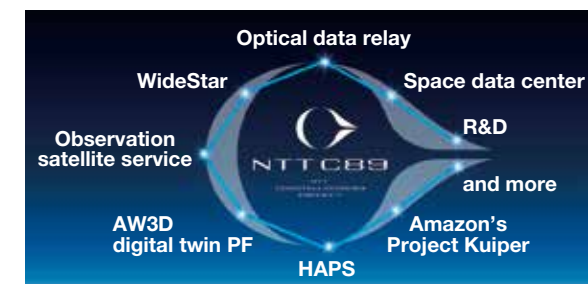 Optical data relay
WideStar
Space data center
R&D
Observation
satellite service
NTTC89
and more
AW3D
digital twin PF
Amazon's
Project Kuiper
HAPS